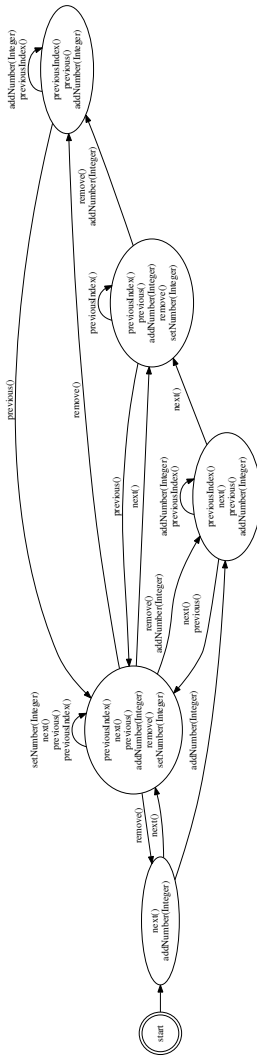 addNumber(Integer)
previousIndex()
previousIndex()
previous()
addNumber(Integer)
previous()
remove()
remove()
addNumber(Integer)
previousIndex()
previousIndex()
previous()
addNumber(Integer)
remove()
setNumber(Integer)
previous()
next()
next()
addNumber(Integer)
previousIndex()
previousIndex()
next()
previous()
addNumber(Integer)
remove()
addNumber(Integer)
next()
previous()
setNumber(Integer)
next()
previous()
previousIndex()
previousIndex()
next()
previous()
addNumber(Integer)
remove()
setNumber(Integer)
remove()
next()
addNumber(Integer)
next()
addNumber(Integer)
start